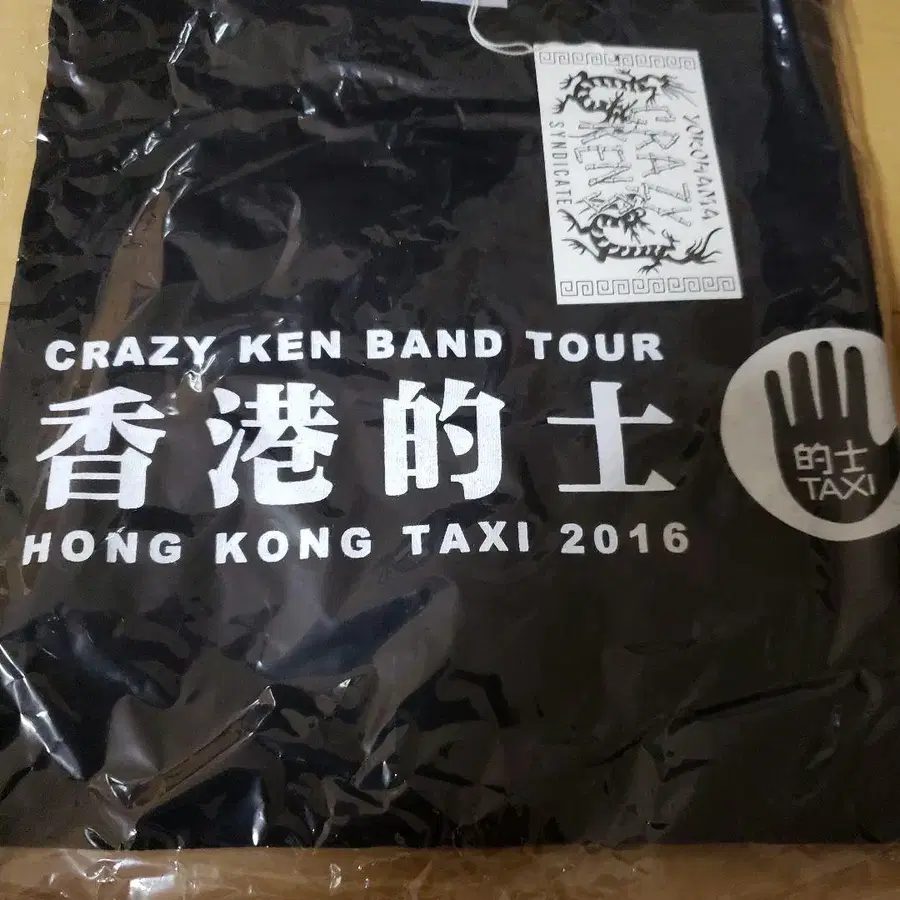 YOKOHAMA
CRAZY
KEN
SYNDICATE
CRAZY KEN BAND TOUR
香港的士
HONG KONG TAXI 2016
的士
TAXI